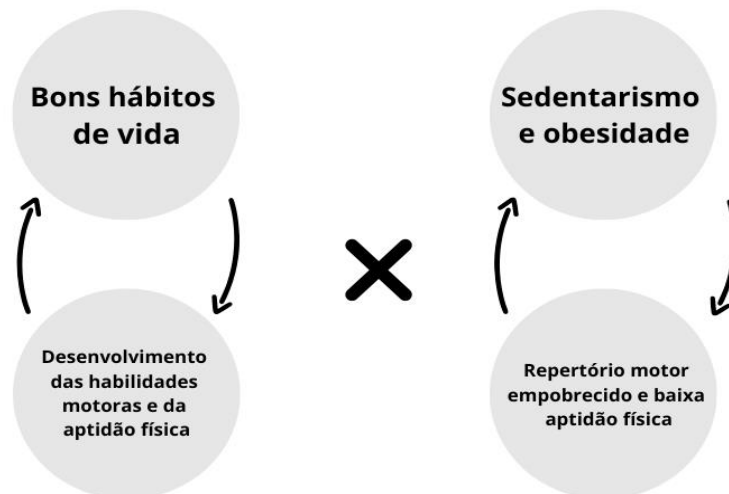 Bons hábitos
de vida
Desenvolvimento
das habilidades
motoras e da
aptidão física
Sedentarismo
e obesidade
Repertório motor
empobrecido e baixa
aptidão física